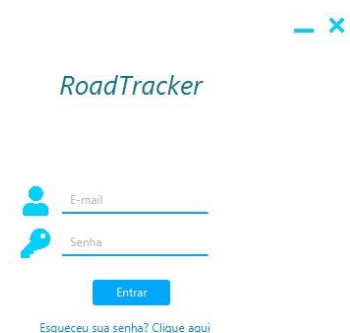 RoadTracker
E-mail
Senha
Entrar
Esqueceu sua senha? Clique aqui